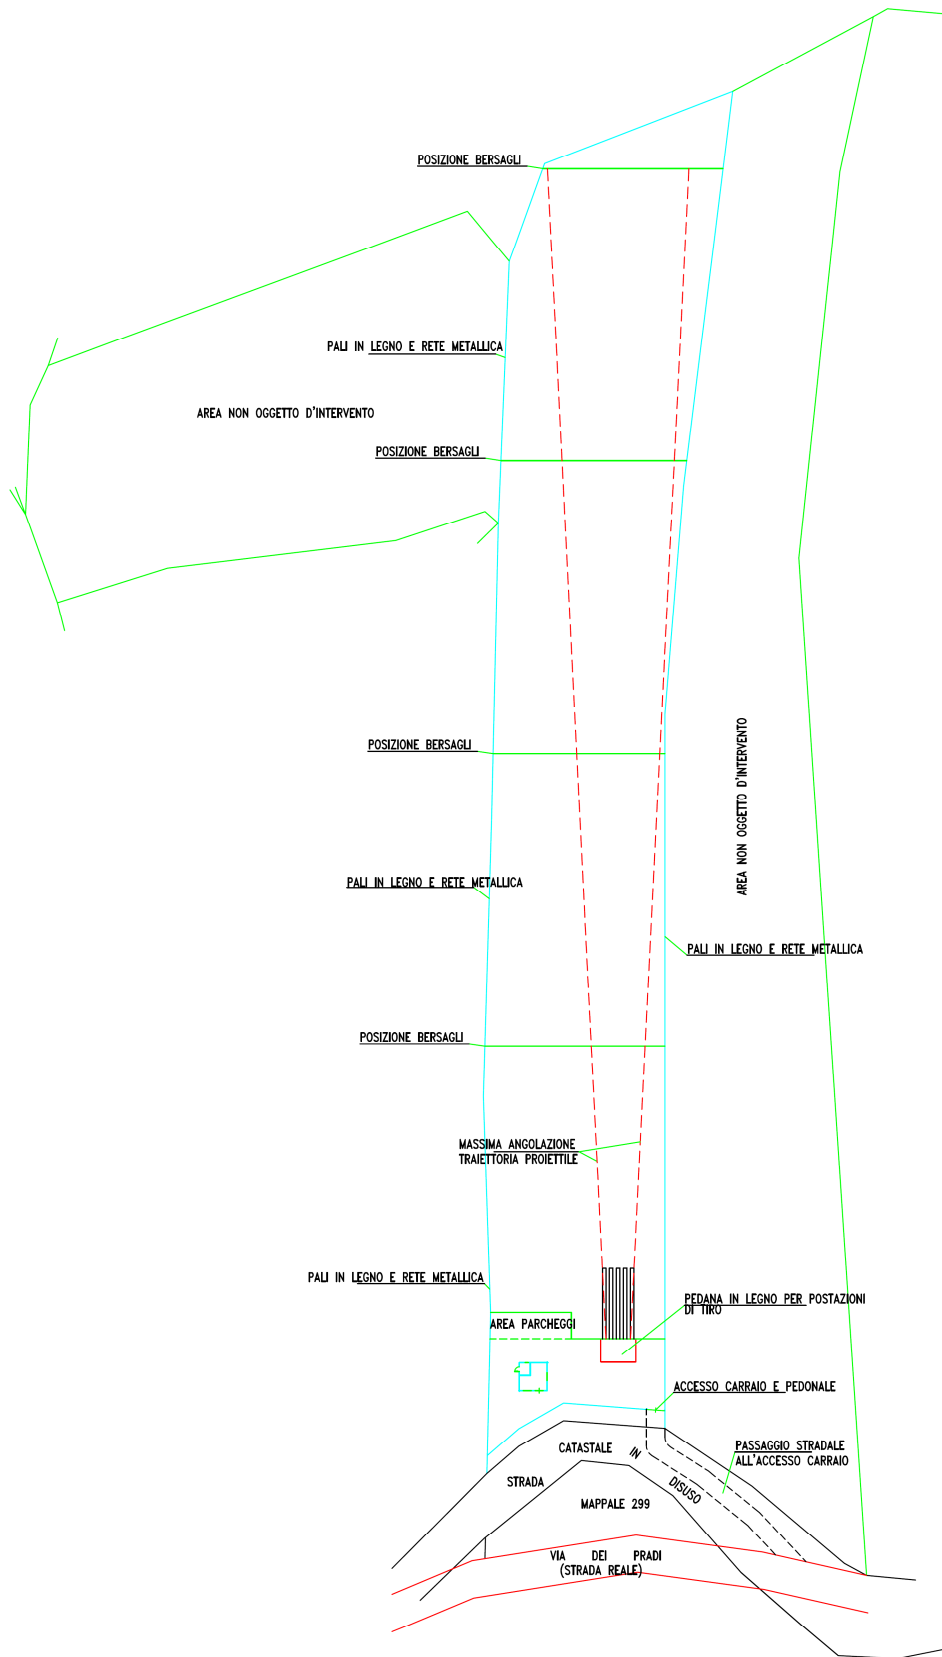 POSIZIONE BERSAGLI
PALI IN LEGNO E RETE METALLICA
AREA NON OGGETTO D'INTERVENTO
POSIZIONE BERSAGLI
POSIZIONE BERSAGLI
AREA NON OGGETTO D'INTERVENTO
PALI IN LEGNO E RETE METALLICA
PALI IN LEGNO E RETE METALLICA
POSIZIONE BERSAGLI
MASSIMA ANGOLAZIONE
TRAIETTORIA PROIETTILE
PALI IN LEGNO E RETE METALLICA
PEDANA IN LEGNO PER POSTAZIONI
DI TIRO
AREA PARCHEGGI
ACCESSO CARRAIO E PEDONALE
PASSAGGIO STRADALE
ALL'ACCESSO CARRAIO
STRADA CATASTALE IN DISUSO
MAPPALE 299
VIA DEI PRADI
(STRADA REALE)